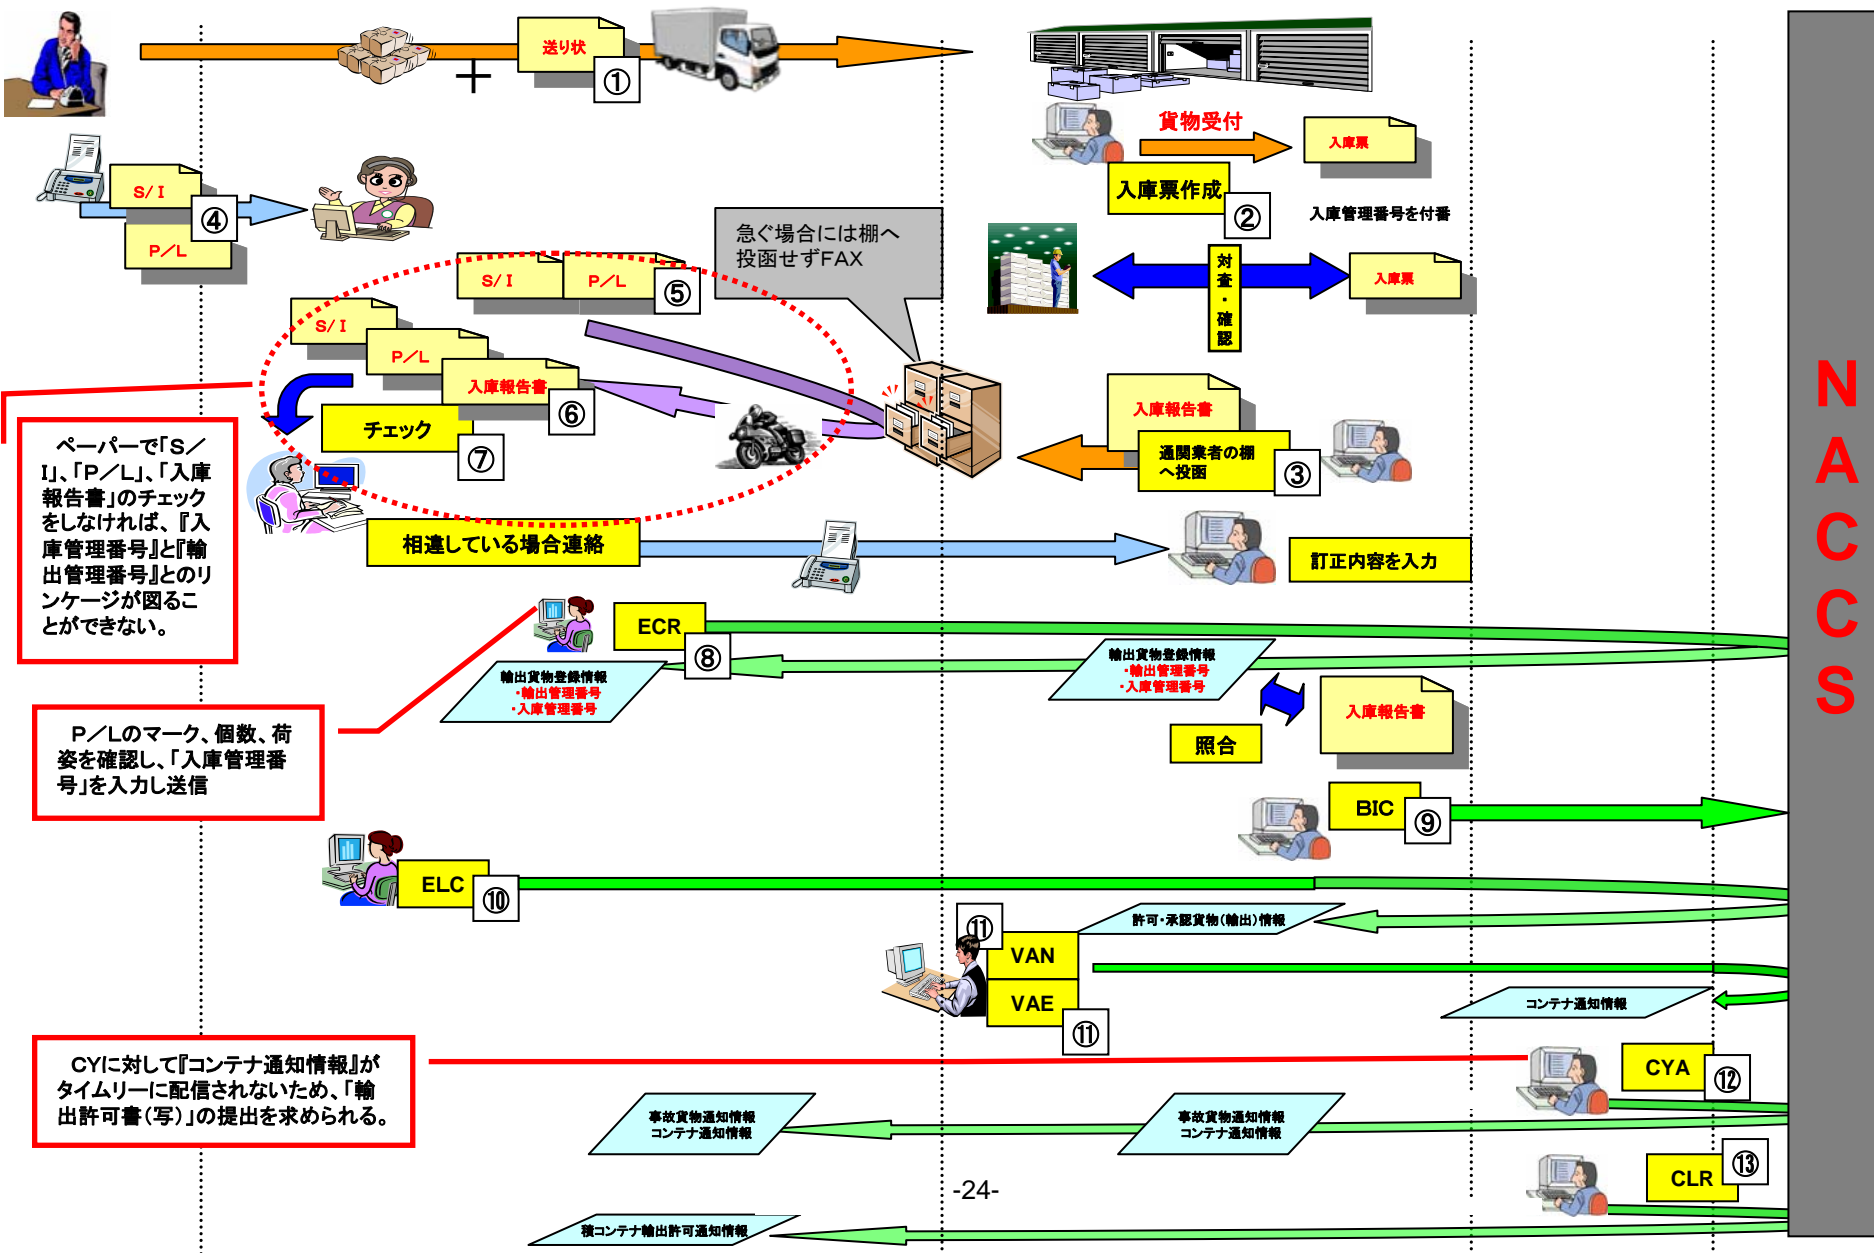 送り状
①
＋
貨物受付
入庫票
入庫票作成
②
入庫管理番号を付番
S/I
④
P/L
急ぐ場合には棚へ
投函せずFAX
対査・確認
入庫票
S/I
P/L
⑤
S/I
P/L
入庫報告書
⑥
チェック
⑦
入庫報告書
通関業者の棚
へ投函
③
ペーパーで「S/
I」、「P/L」、「入庫
報告書」のチェック
をしなければ、『入
庫管理番号』と『輸
出管理番号』とのリ
ンケージが図るこ
とができない。
相違している場合連絡
訂正内容を入力
ECR
⑧
輸出貨物登録情報
・輸出管理番号
・入庫管理番号
輸出貨物登録情報
・輸出管理番号
・入庫管理番号
入庫報告書
照合
P/Lのマーク、個数、荷
姿を確認し、「入庫管理番
号」を入力し送信
BIC
⑨
ELC
⑩
許可・承認貨物(輸出)情報
⑪
VAN
VAE
⑪
コンテナ通知情報
CYに対して『コンテナ通知情報』が
タイムリーに配信されないため、「輸
出許可書(写)」の提出を求められる。
CYA
⑫
事故貨物通知情報
コンテナ通知情報
事故貨物通知情報
コンテナ通知情報
CLR
⑬
積コンテナ輸出許可通知情報
-24-
NACCS